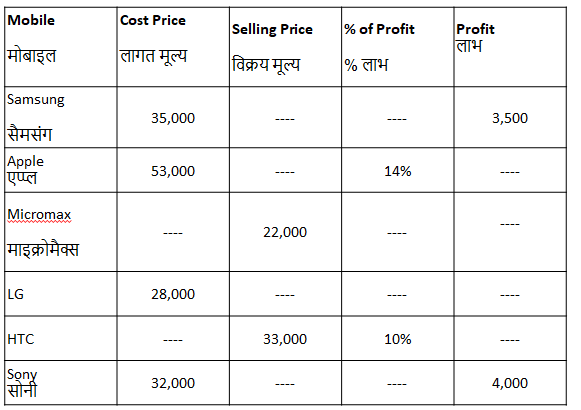 Mobile
मोबाइल
Cost Price
लागत मूल्य
Selling Price
विक्रय मूल्य
% of Profit
% लाभ
Profit
लाभ
Samsung
सैमसंग
35,000
----
----
3,500
Apple
एप्प्ल
53,000
----
14%
----
Micromax
माइक्रोमैक्स
----
22,000
----
----
LG
28,000
----
----
----
HTC
----
33,000
10%
----
Sony
सोनी
32,000
----
----
4,000